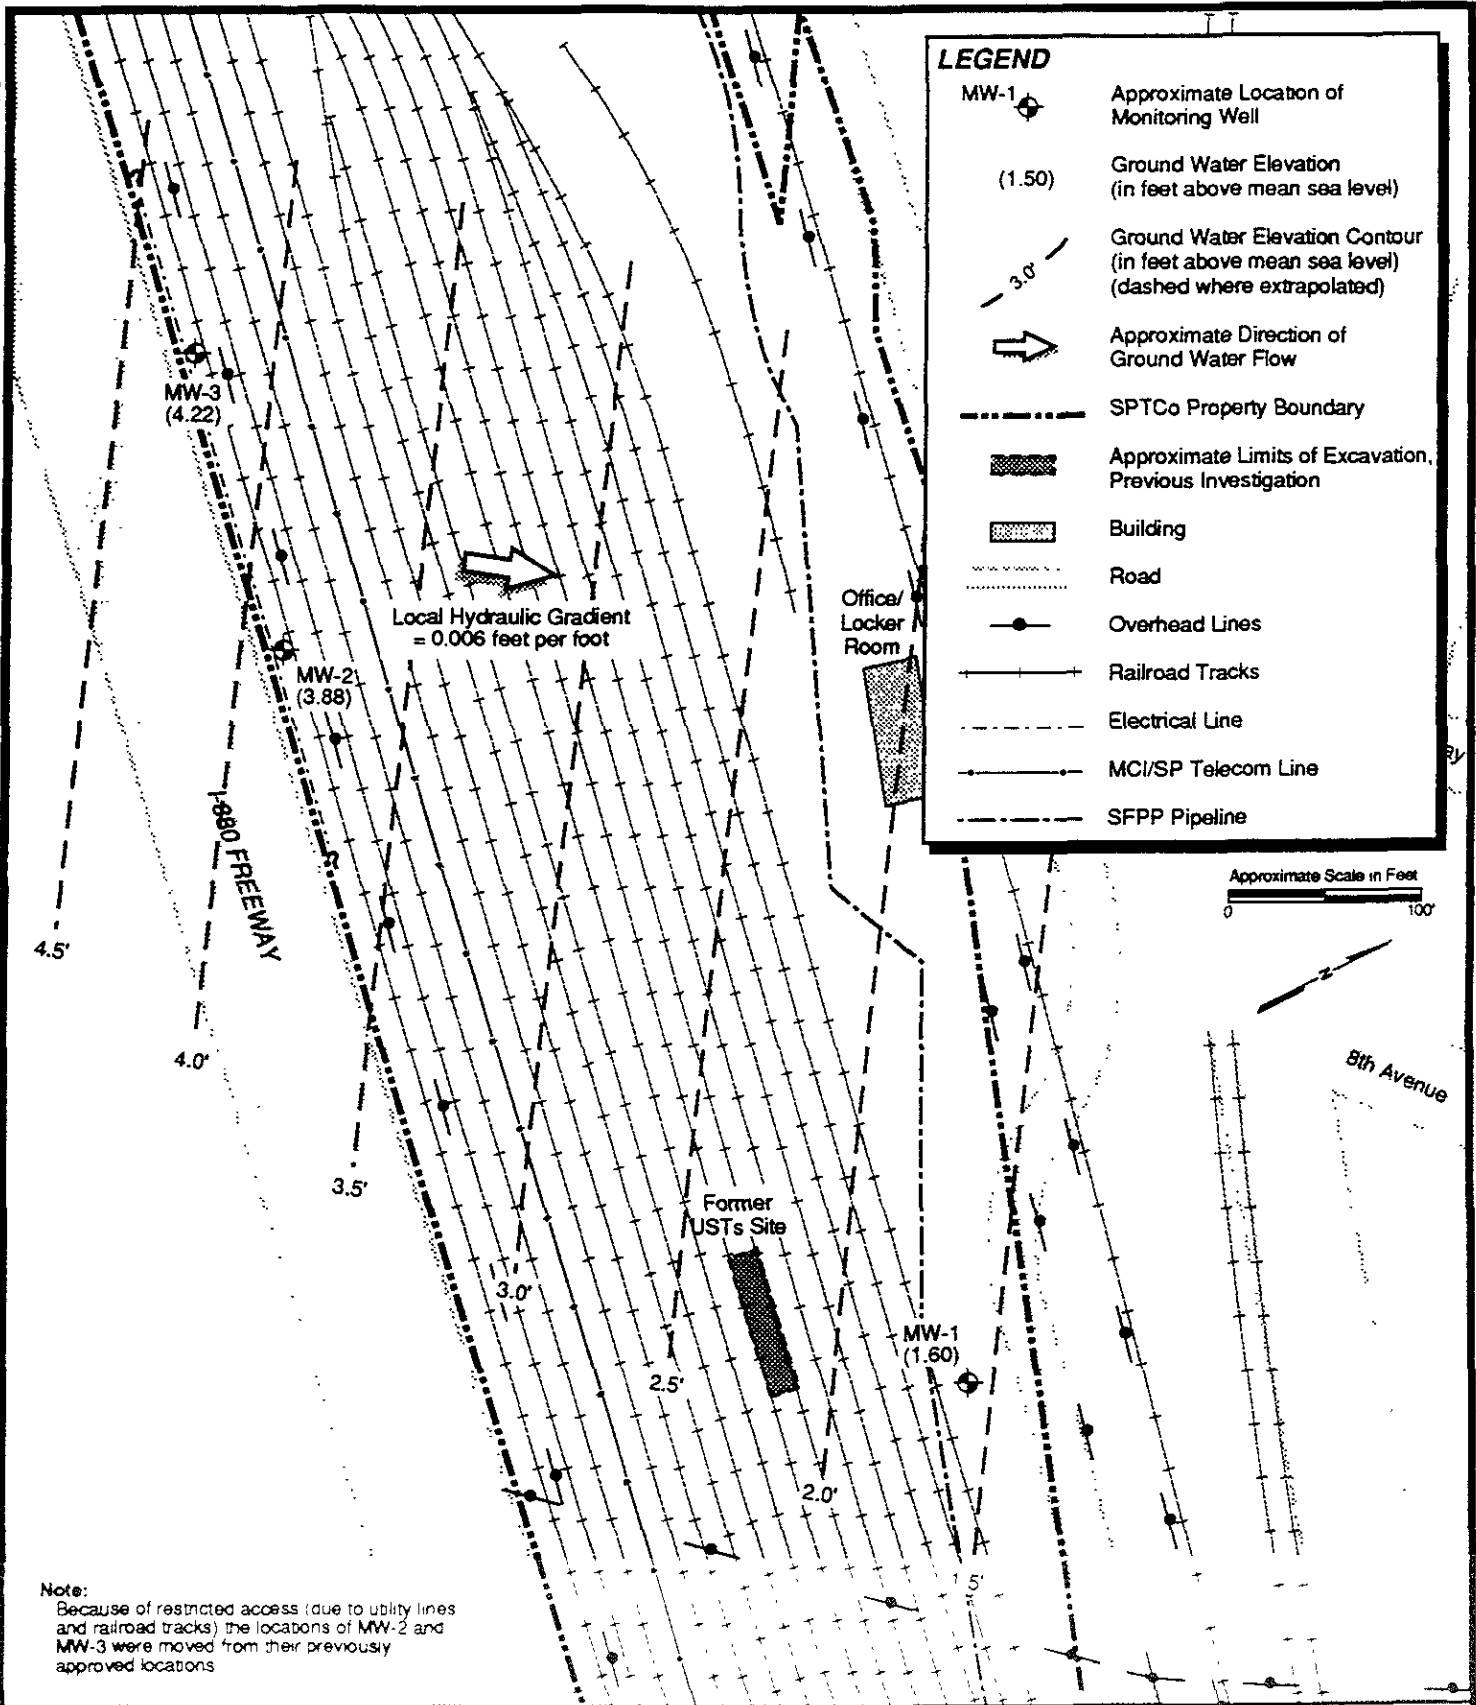 LEGEND
MW-1
Approximate Location of
Monitoring Well
(1.50)
Ground Water Elevation
(in feet above mean sea level)
3.0'
Ground Water Elevation Contour
(in feet above mean sea level)
(dashed where extrapolated)
Approximate Direction of
Ground Water Flow
SPTCo Property Boundary
Approximate Limits of Excavation,
Previous Investigation
Building
Road
Overhead Lines
Railroad Tracks
Electrical Line
MCI/SP Telecom Line
SFPP Pipeline
MW-3
(4.22)
Local Hydraulic Gradient
= 0.006 feet per foot
Office/
Locker
Room
MW-2
(3.88)
I-880 FREEWAY
Approximate Scale in Feet
0 100'
N
8th Avenue
4.5'
4.0'
3.5'
Former
USTs Site
3.0'
MW-1
(1.60)
2.5'
2.0'
Note:
Because of restricted access (due to utility lines
and railroad tracks) the locations of MW-2 and
MW-3 were moved from their previously
approved locations